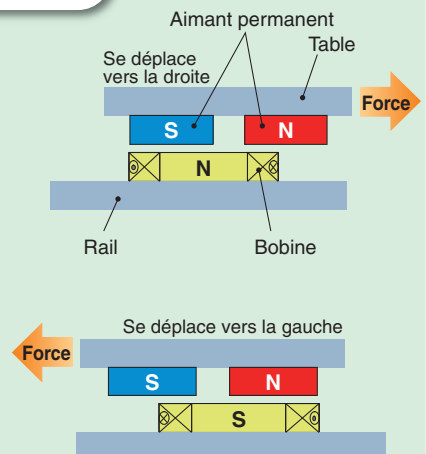 Aimant permanent
Table
Se déplace
vers la droite
Force
S
N
N
Rail
Bobine
Se déplace vers la gauche
Force
S
N
S